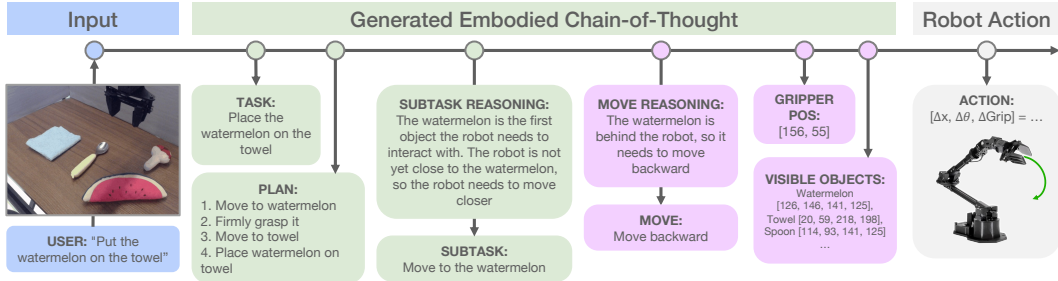 Input
Generated Embodied Chain-of-Thought
Robot Action
USER: "Put the
watermelon on the towel"
TASK:
Place the
watermelon on the
towel
PLAN:
1. Move to watermelon
2. Firmly grasp it
3. Move to towel
4. Place watermelon on
towel
SUBTASK REASONING:
The watermelon is the first
object the robot needs to
interact with. The robot is not
yet close to the watermelon,
so the robot needs to move
closer
SUBTASK:
Move to the watermelon
MOVE REASONING:
The watermelon is
behind the robot, so it
needs to move
backward
MOVE:
Move backward
GRIPPER
POS:
[156, 55]
VISIBLE OBJECTS:
Watermelon
[126, 146, 141, 125],
Towel [20, 59, 218, 198],
Spoon [114, 93, 141, 125]
...
ACTION:
[Δx, Δθ, ΔGrip] = ...